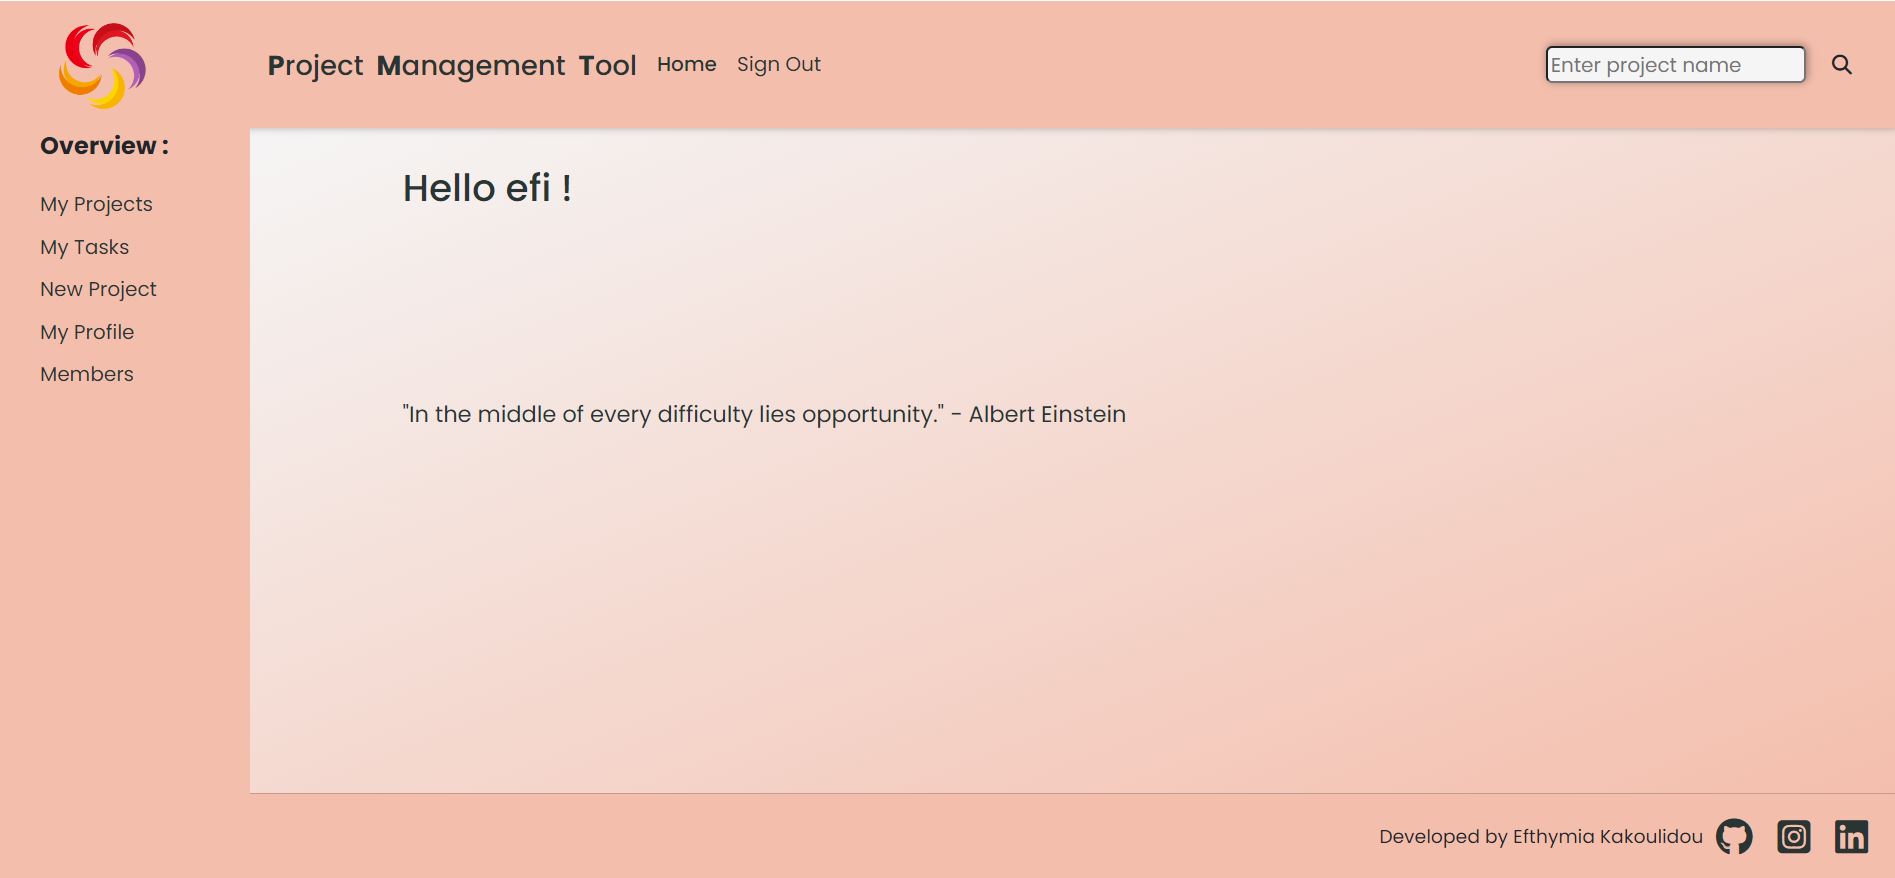 Project Management Tool Home Sign Out
Enter project name
Overview :
My Projects
My Tasks
New Project
My Profile
Members
Hello efi !
"In the middle of every difficulty lies opportunity." - Albert Einstein
Developed by Efthymia Kakoulidou
in